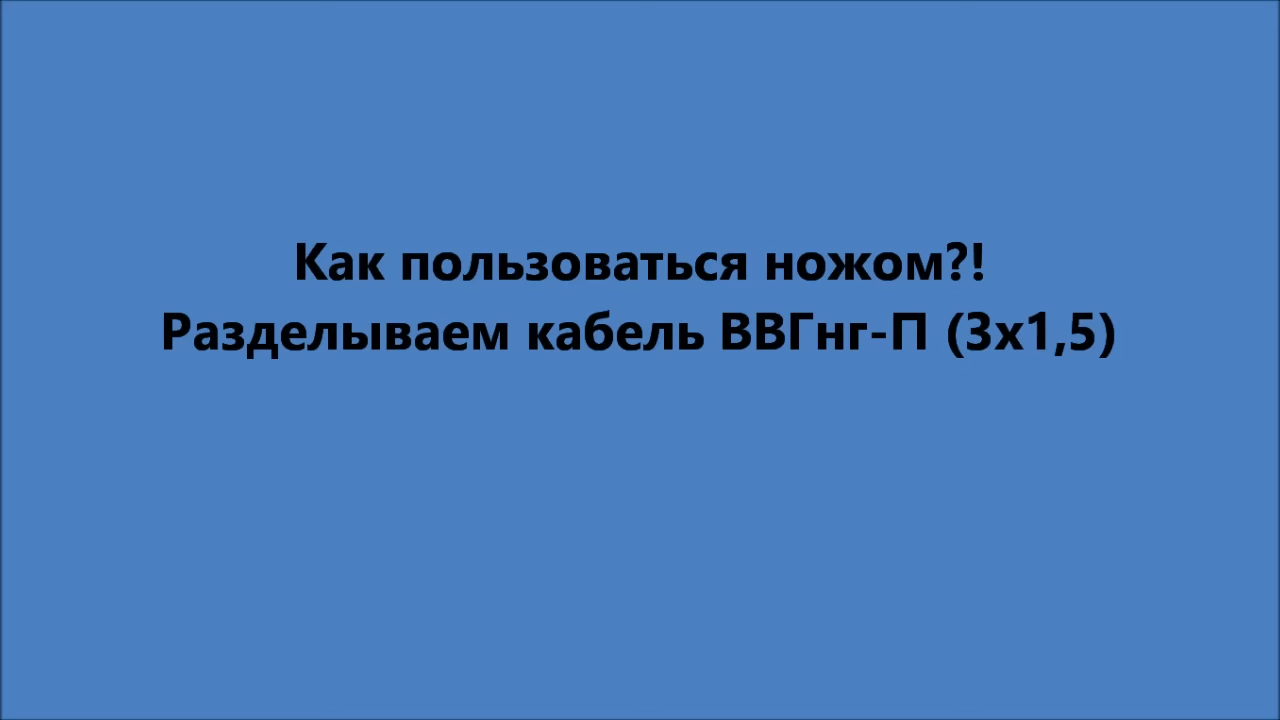 Как пользоваться ножом?!
Разделываем кабель ВВГнг-П (3х1,5)